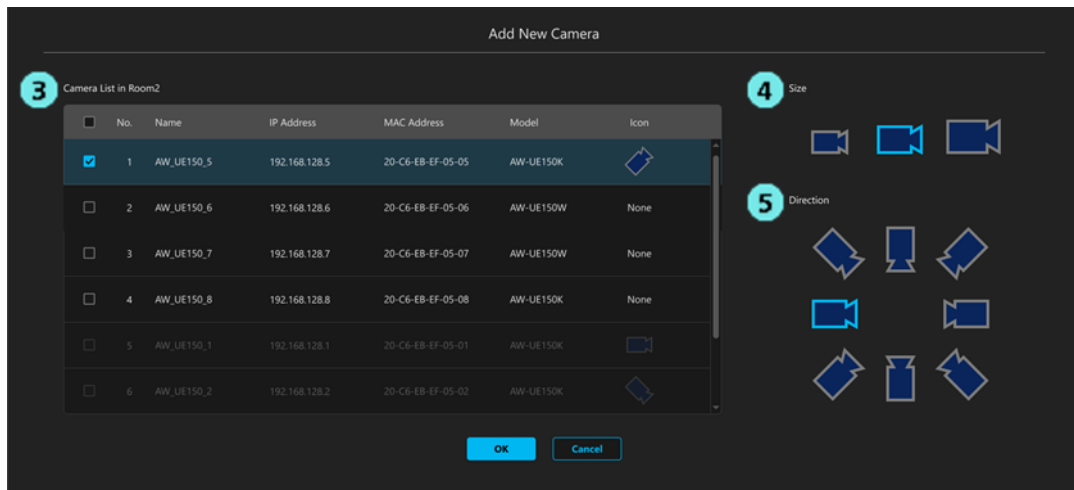 Add New Camera
3 Camera List in Room2
No. Name IP Address MAC Address Model Icon
1 AW_UE150_5 192.168.128.5 20-C6-EB-EF-05-05 AW-UE150K
2 AW_UE150_6 192.168.128.6 20-C6-EB-EF-05-06 AW-UE150W None
3 AW_UE150_7 192.168.128.7 20-C6-EB-EF-05-07 AW-UE150W None
4 AW_UE150_8 192.168.128.8 20-C6-EB-EF-05-08 AW-UE150K None
5 AW_UE150_1 192.168.128.1 20-C6-EB-EF-05-01 AW-UE150K
6 AW_UE150_2 192.168.128.2 20-C6-EB-EF-05-02 AW-UE150K
4 Size
5 Direction
OK Cancel